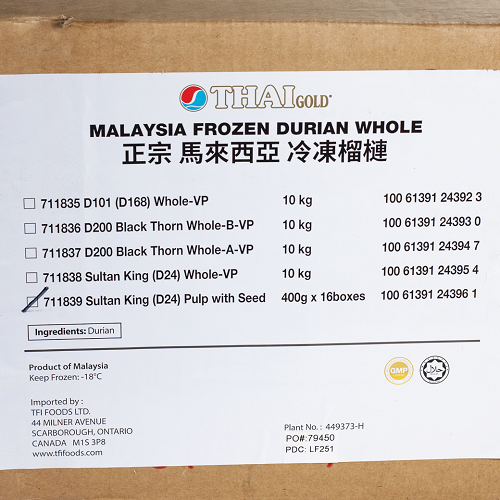 THAI GOLD®
MALAYSIA FROZEN DURIAN WHOLE
正宗 馬來西亞 冷凍榴槤
711835 D101 (D168) Whole-VP 10 kg 100 61391 24392 3
711836 D200 Black Thorn Whole-B-VP 10 kg 100 61391 24393 0
711837 D200 Black Thorn Whole-A-VP 10 kg 100 61391 24394 7
711838 Sultan King (D24) Whole-VP 10 kg 100 61391 24395 4
711839 Sultan King (D24) Pulp with Seed 400g x 16boxes 100 61391 24396 1
Ingredients: Durian
Product of Malaysia
Keep Frozen: -18°C
GMP
Imported by :
TFI FOODS LTD.
44 MILNER AVENUE
SCARBOROUGH, ONTARIO
CANADA M1S 3P8
www.tfifoods.com
Plant No. : 449373-H
PO#:79450
PDC: LF251